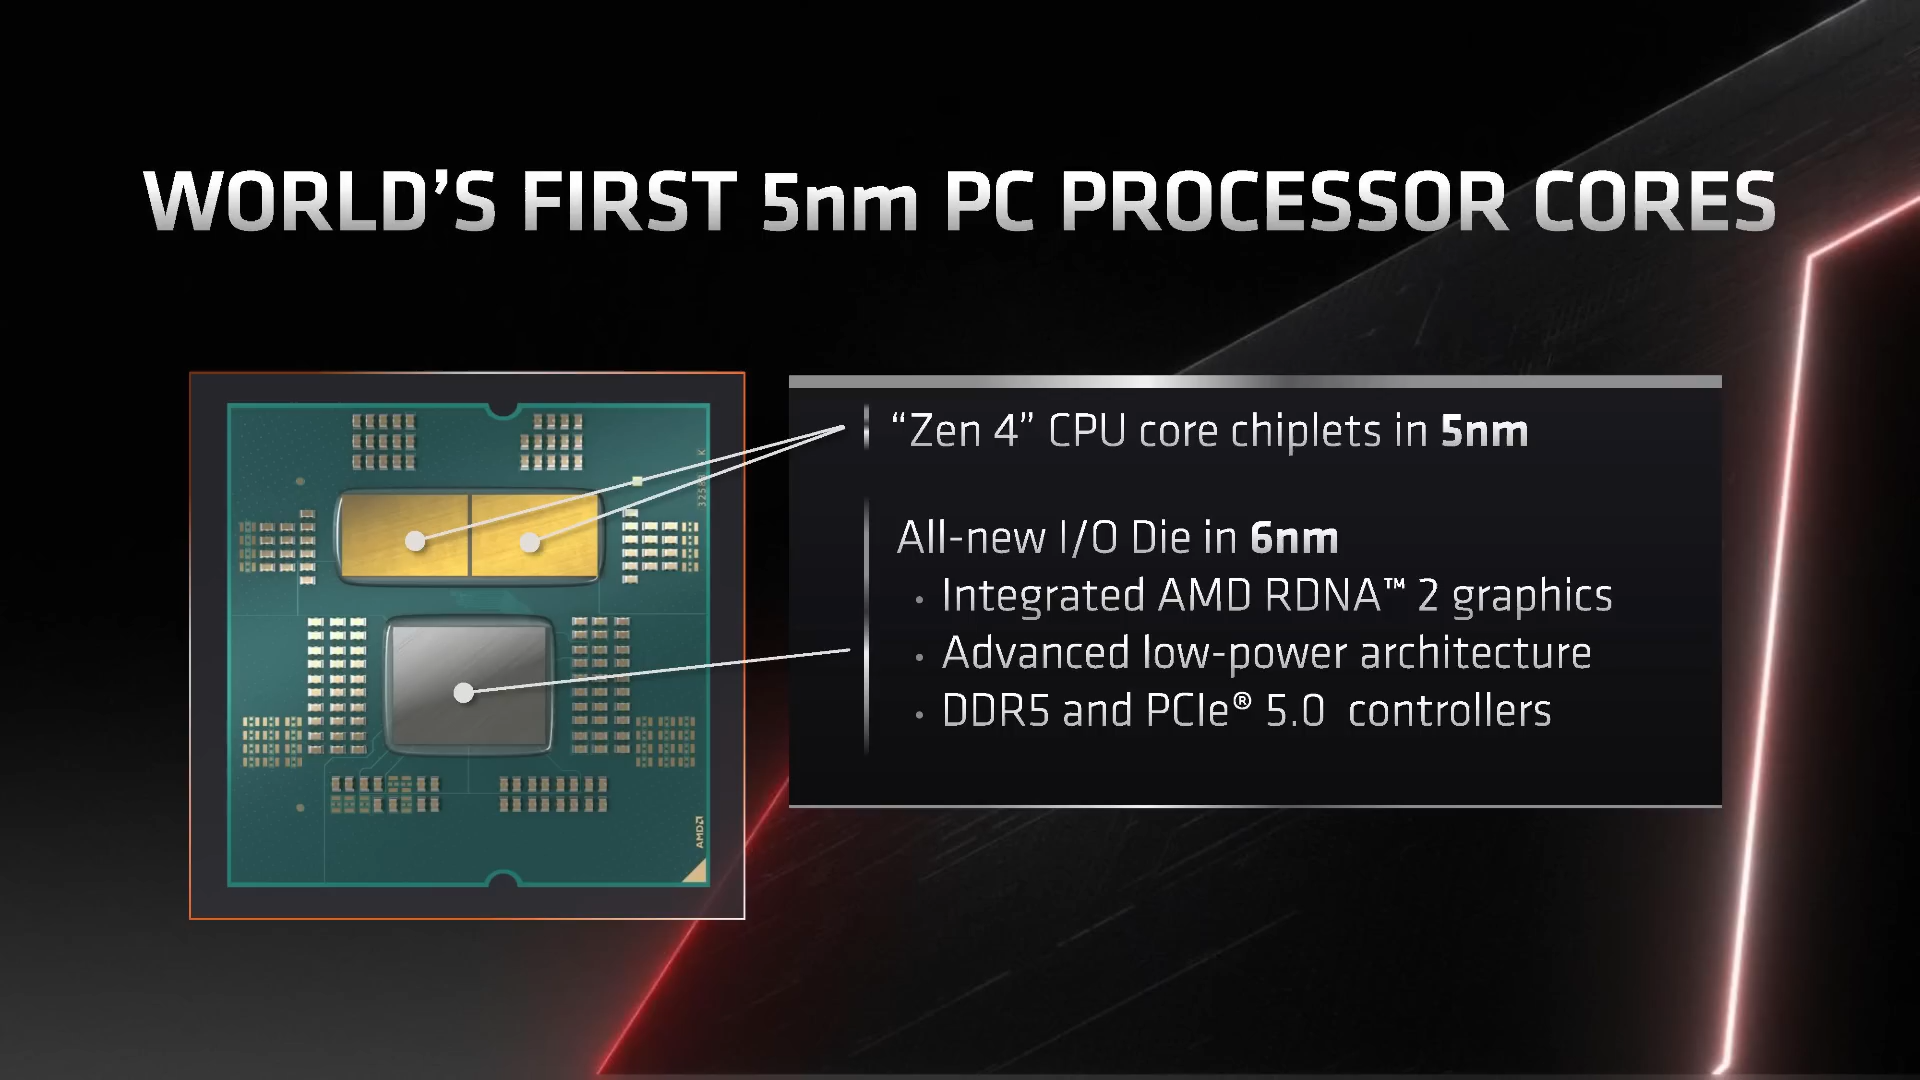 WORLD'S FIRST 5nm PC PROCESSOR CORES
“Zen 4” CPU core chiplets in 5nm
All-new I/O Die in 6nm
• Integrated AMD RDNA™ 2 graphics
• Advanced low-power architecture
• DDR5 and PCIe® 5.0 controllers
AMD